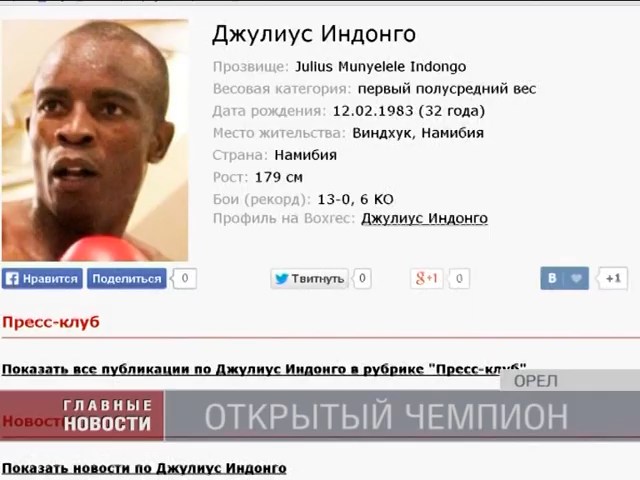 Джулиус Индонго
Прозвище: Julius Munyelele Indongo
Весовая категория: первый полусредний вес
Дата рождения: 12.02.1983 (32 года)
Место жительства: Виндхук, Намибия
Страна: Намибия
Рост: 179 см
Бои (рекорд): 13-0, 6 KO
Профиль на Boxrec: Джулиус Индонго
Нравится Поделиться 0 Твитнуть 0 g+1 0 В +1
Пресс-клуб
Показать все публикации по Джулиус Индонго в рубрике "Пресс-клуб"
ОРЕЛ
ГЛАВНЫЕ
НОВОСТИ
ОТКРЫТЫЙ ЧЕМПИОН
Показать новости по Джулиус Индонго